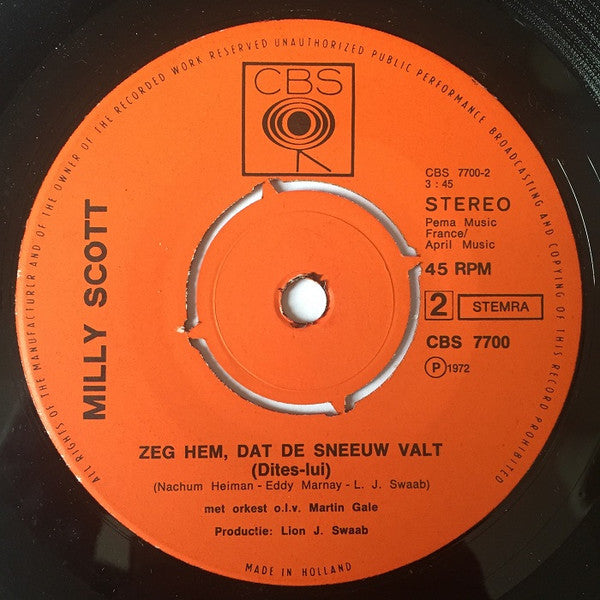 ALL RIGHTS OF THE MANUFACTURER AND OF THE OWNER OF THE RECORDED WORK RESERVED UNAUTHORIZED PUBLIC PERFORMANCE BROADCASTING AND COPYING OF THIS RECORD PROHIBITED
CBS
MILLY SCOTT
CBS 7700-2
3 : 45
STEREO
Pema Music
France/
April Music
45 RPM
2 STEMRA
CBS 7700
P 1972
ZEG HEM, DAT DE SNEEUW VALT
(Dites-lui)
(Nachum Heiman - Eddy Marnay - L. J. Swaab)
met orkest o.l.v. Martin Gale
Productie: Lion J. Swaab
MADE IN HOLLAND